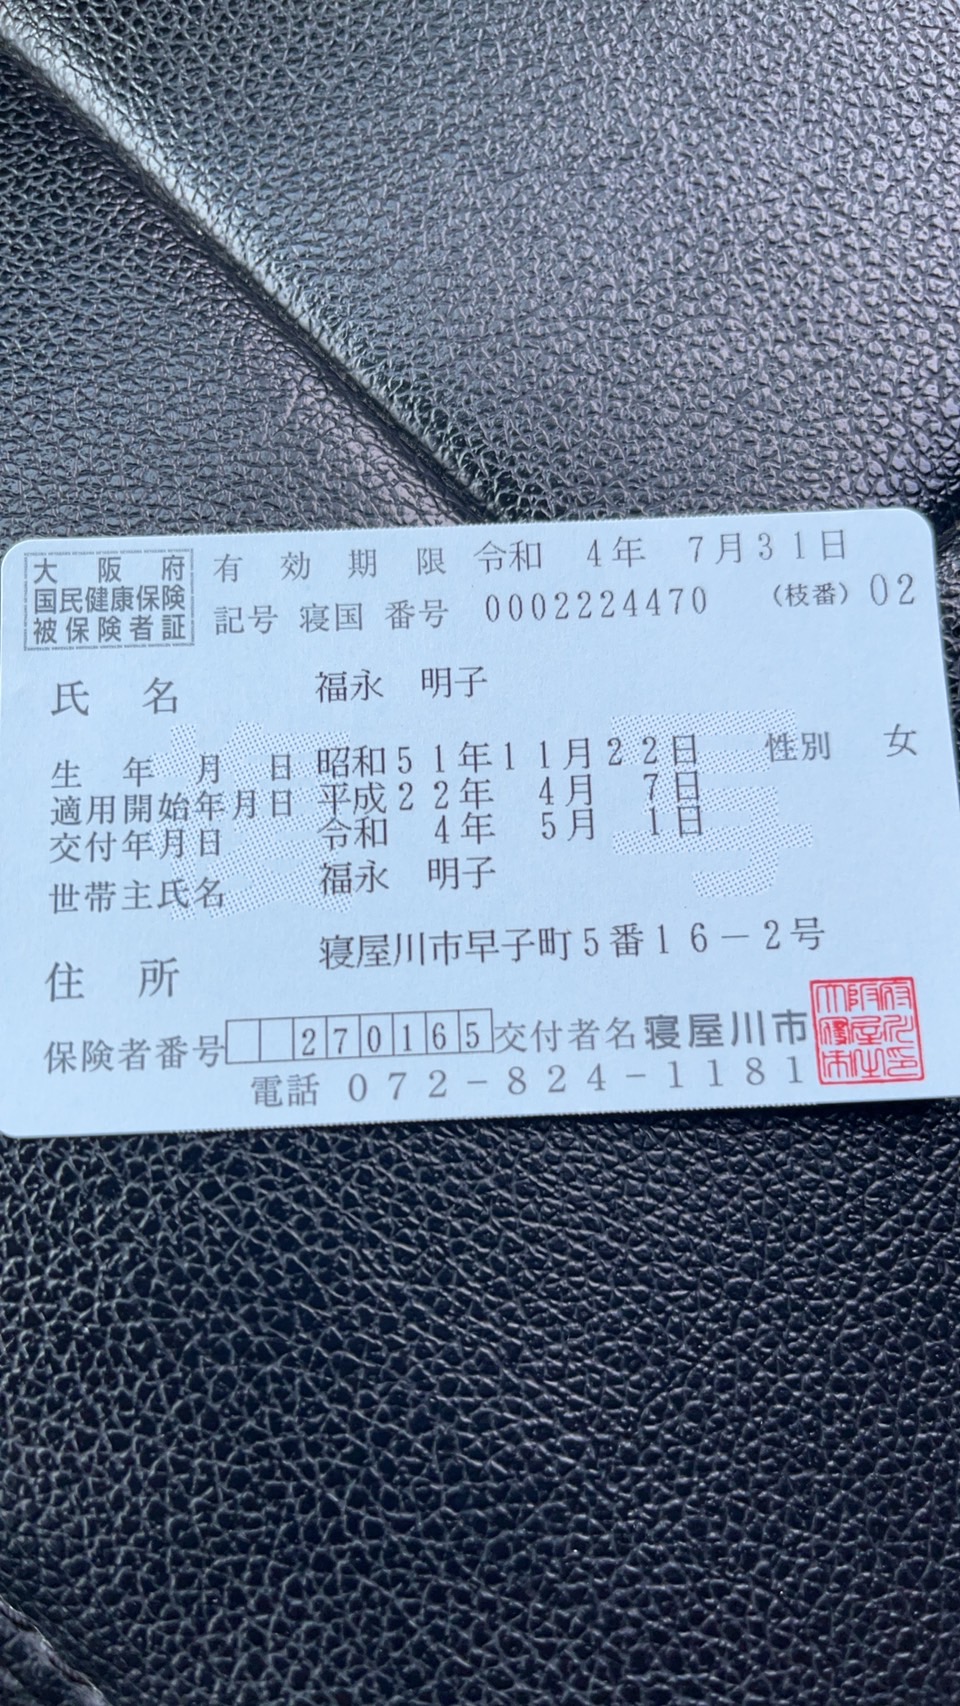 大阪府
国民健康保険
被保険者証
有効期限 令和 4年 7月31日
記号 寝国 番号 0002224470 (枝番) 02
氏名 福永 明子
生年月日 昭和51年11月22日 性別 女
適用開始年月日 平成22年 4月 7日
交付年月日 令和 4年 5月 1日
世帯主氏名 福永 明子
住所 寝屋川市早子町5番16-2号
保険者番号 270165 交付者名 寝屋川市
電話 072-824-1181